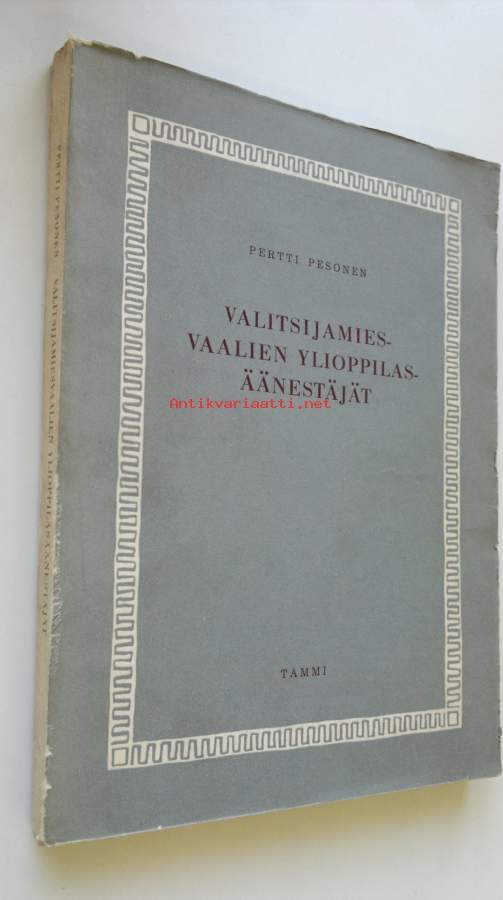 PERTTI PESONEN
VALITSIJAMIES-
VAALIEN YLIOPPILAS-
ÄÄNESTÄJÄT
Antikvariaatti.net
TAMMI
PERTTI PESONEN VALITSIJAMIESVAALIEN YLIOPPILASÄÄNESTÄJÄT